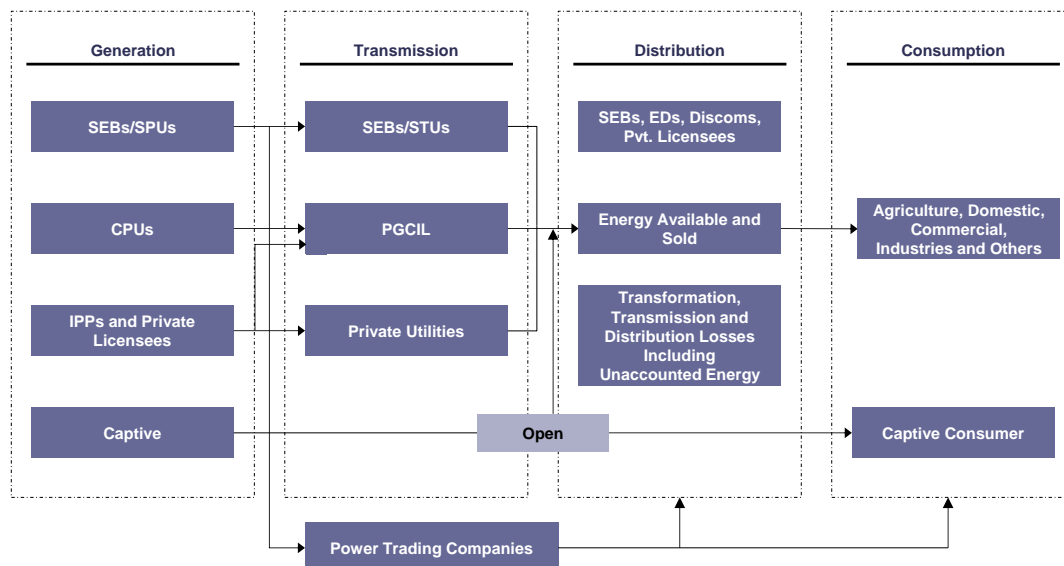 Generation
Transmission
Distribution
Consumption
SEBs/SPUs
SEBs/STUs
SEBs, EDs, Discoms,
Pvt. Licensees
CPUs
PGCIL
Energy Available and
Sold
Agriculture, Domestic,
Commercial,
Industries and Others
IPPs and Private
Licensees
Private Utilities
Transformation,
Transmission and
Distribution Losses
Including
Unaccounted Energy
Captive
Open
Captive Consumer
Power Trading Companies